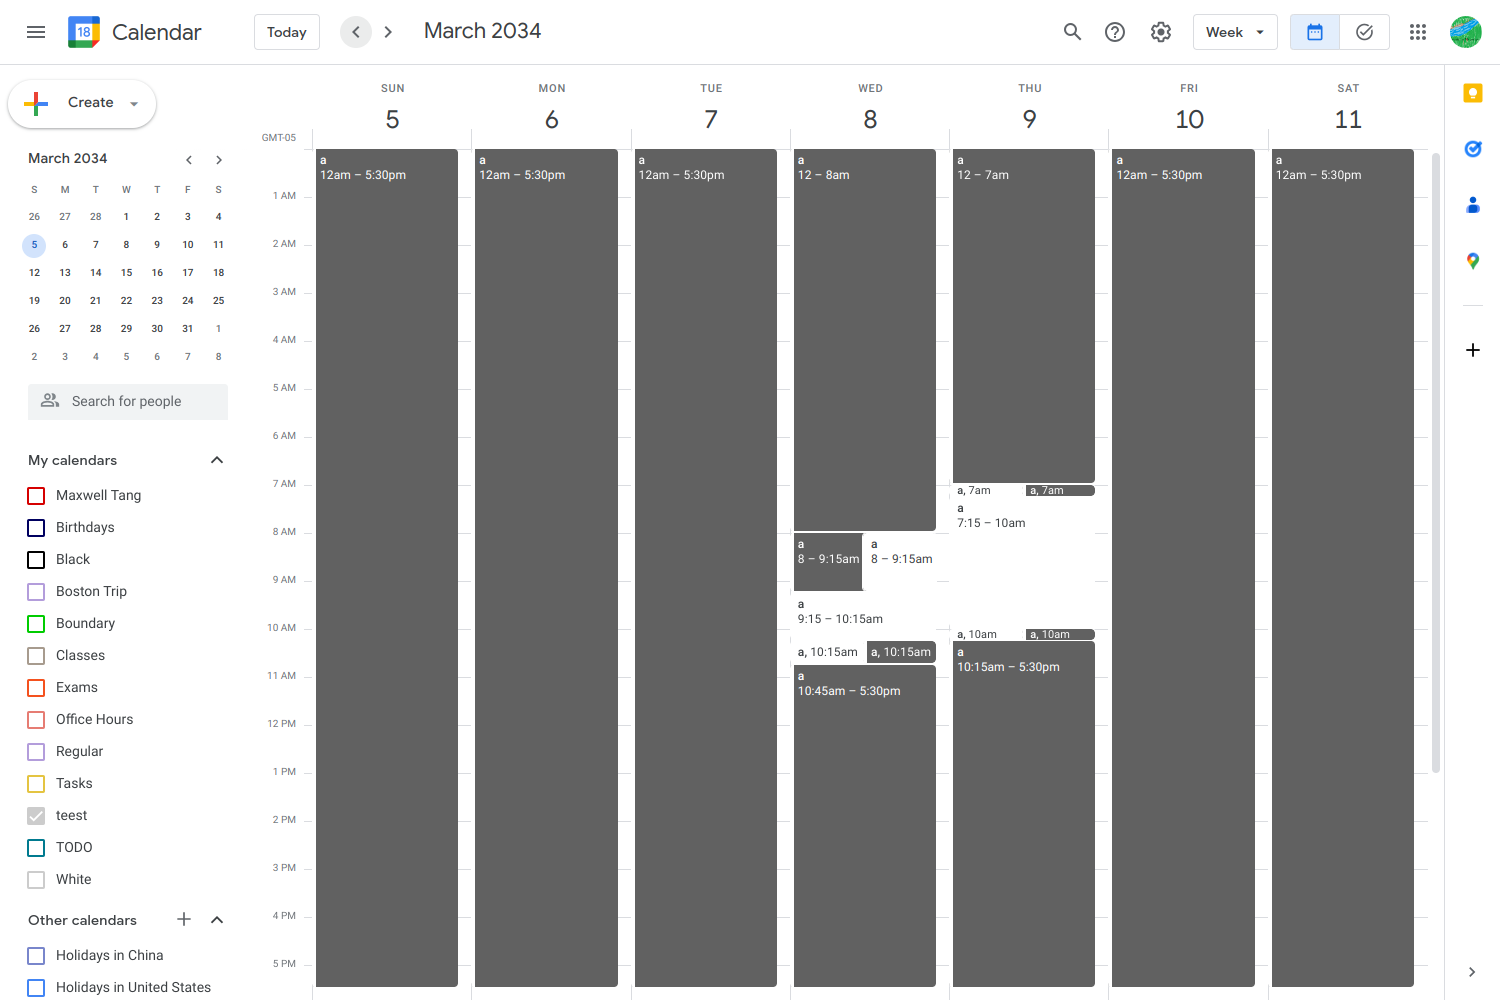 18 Calendar Today March 2034 Week
Create
March 2034
S M T W T F S
26 27 28 1 2 3 4
5 6 7 8 9 10 11
12 13 14 15 16 17 18
19 20 21 22 23 24 25
26 27 28 29 30 31 1
2 3 4 5 6 7 8
Search for people
My calendars
Maxwell Tang
Birthdays
Black
Boston Trip
Boundary
Classes
Exams
Office Hours
Regular
Tasks
teest
TODO
White
Other calendars
Holidays in China
Holidays in United States
SUN MON TUE WED THU FRI SAT
5 6 7 8 9 10 11
GMT-05
1 AM
2 AM
3 AM
4 AM
5 AM
6 AM
7 AM
8 AM
9 AM
10 AM
11 AM
12 PM
1 PM
2 PM
3 PM
4 PM
5 PM
a
12am – 5:30pm
a
12am – 5:30pm
a
12am – 5:30pm
a
12 – 8am
a
8 – 9:15am
a
8 – 9:15am
a
9:15 – 10:15am
a, 10:15am
a, 10:15am
a
10:45am – 5:30pm
a
12 – 7am
a, 7am
a, 7am
a
7:15 – 10am
a, 10am
a, 10am
a
10:15am – 5:30pm
a
12am – 5:30pm
a
12am – 5:30pm